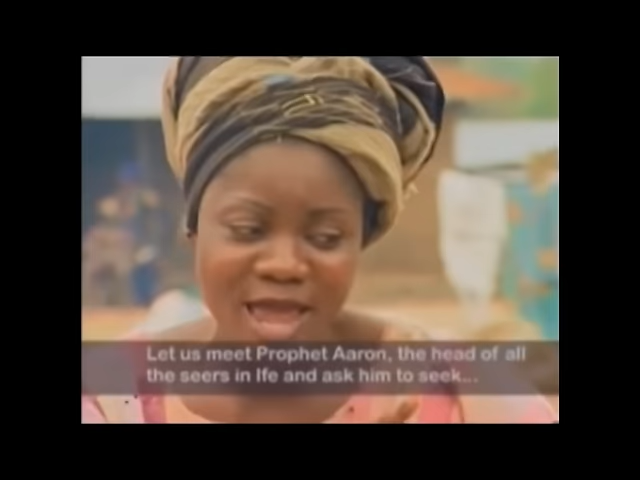 Let us meet Prophet Aaron, the head of all
the seers in Ife and ask him to seek...